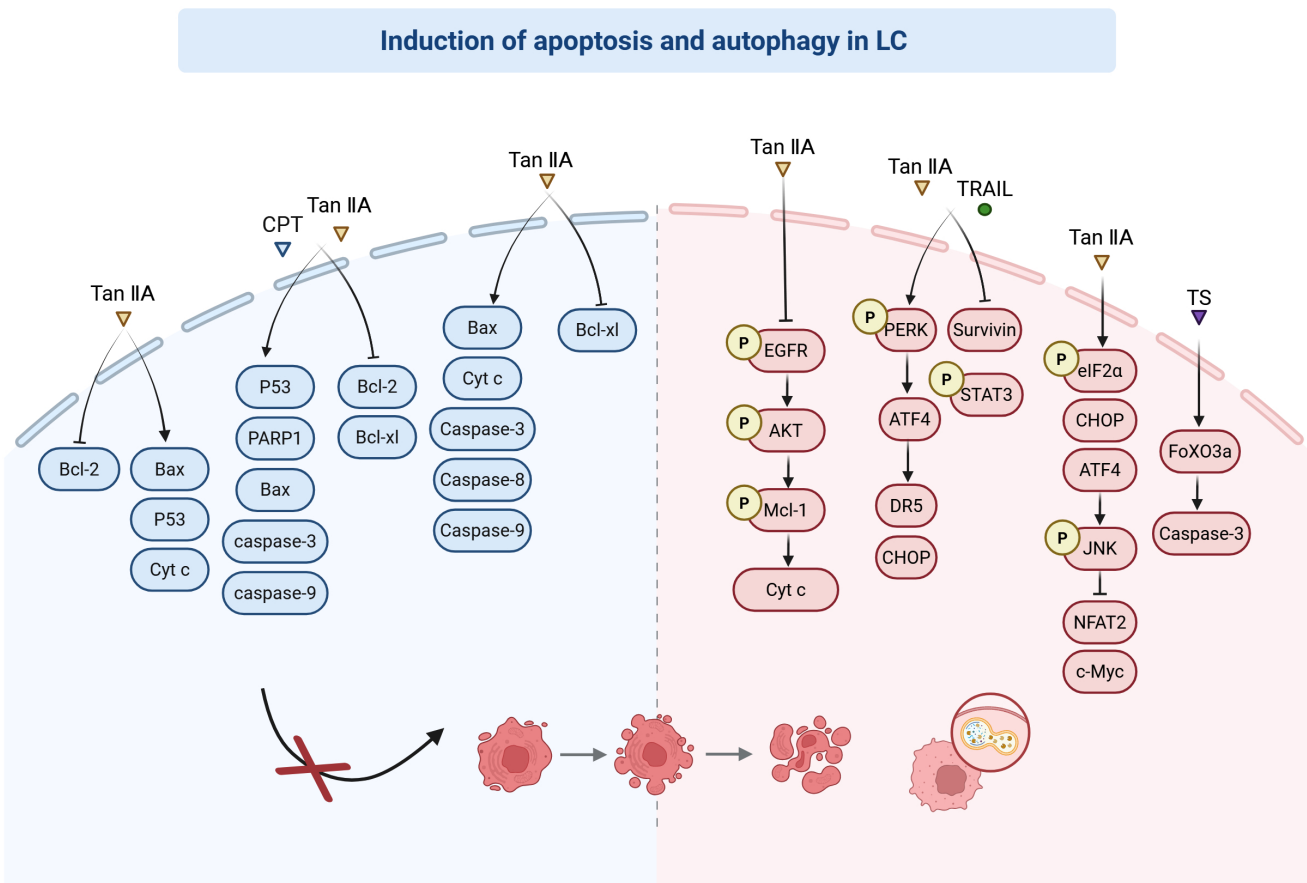 Induction of apoptosis and autophagy in LC
Tan ⅡA
Bcl-2
Bax
P53
Cyt c
CPT
Tan ⅡA
P53
PARP1
Bax
caspase-3
caspase-9
Bcl-2
Bcl-xl
Tan ⅡA
Bax
Cyt c
Caspase-3
Caspase-8
Caspase-9
Bcl-xl
Tan ⅡA
P
EGFR
P
AKT
P
Mcl-1
Cyt c
Tan ⅡA
TRAIL
P
PERK
ATF4
DR5
CHOP
Survivin
P
STAT3
Tan ⅡA
P
eIF2α
CHOP
ATF4
P
JNK
NFAT2
c-Myc
TS
FoXO3a
Caspase-3